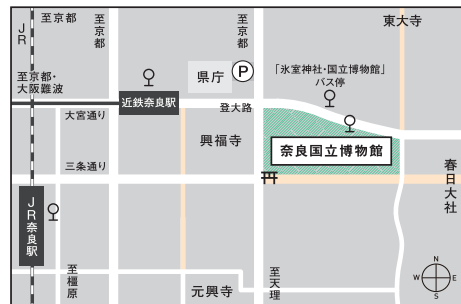 JR
至京都
至京都
至京都
東大寺
至京都・
大阪難波
県庁
P
「氷室神社・国立博物館」
バス停
近鉄奈良駅
登大路
大宮通り
興福寺
奈良国立博物館
三条通り
春日大社
JR奈良駅
至橿原
元興寺
至天理
N
W
E
S